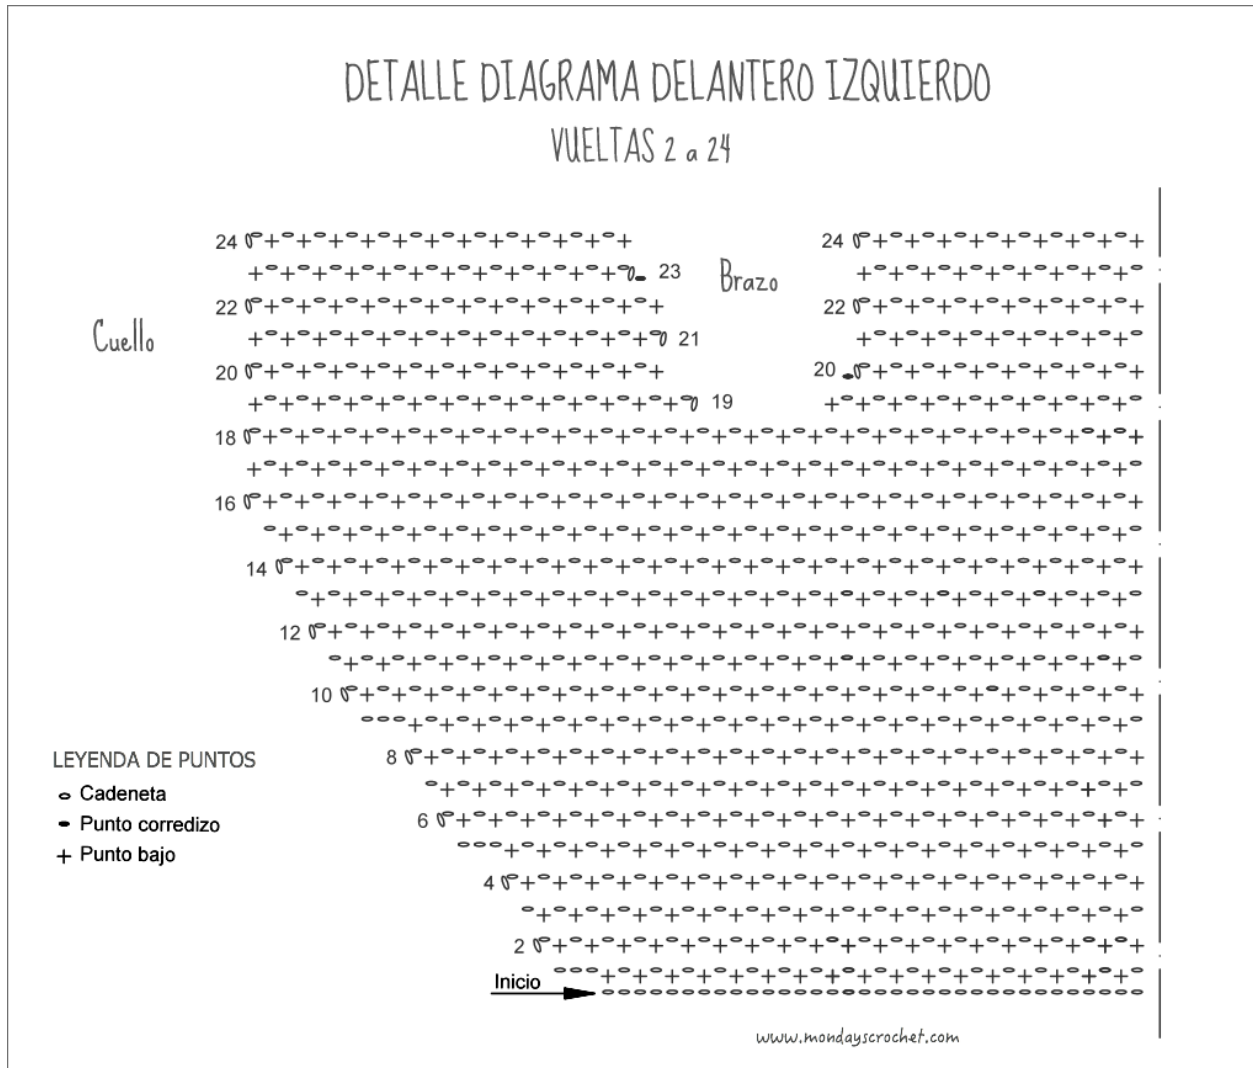 DETALLE DIAGRAMA DELANTERO IZQUIERDO
VUELTAS 2 a 24
24 24
23 Brazo
22 22
Cuello 21
20 20
19
18
16
14
12
10
LEYENDA DE PUNTOS 8
Cadeneta
Punto corredizo 6
Punto bajo
4
2
Inicio
www.mondayscrochet.com